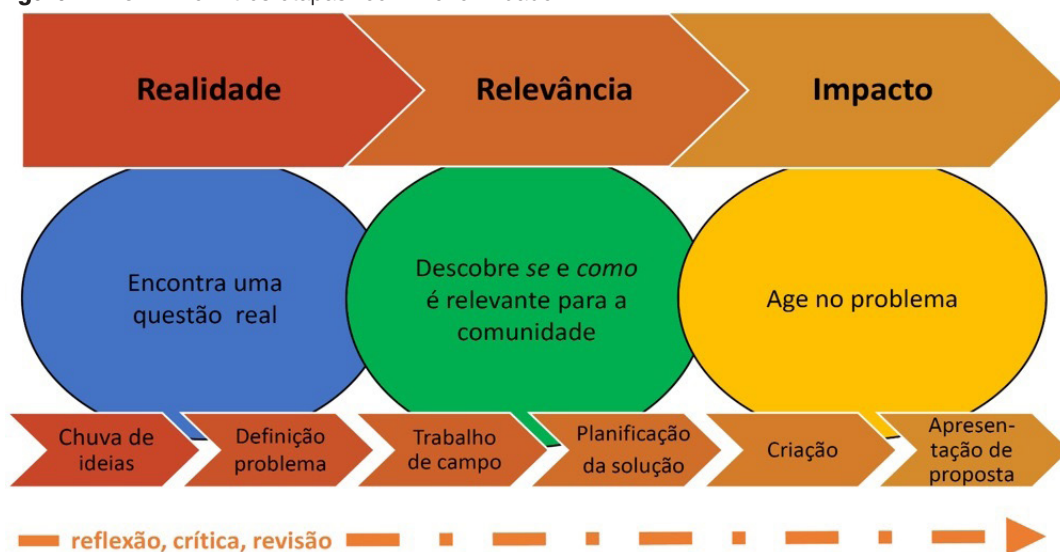 Realidade
Relevância
Impacto
Encontra uma
questão real
Descobre se e como
é relevante para a
comunidade
Age no problema
Chuva de
ideias
Definição
problema
Trabalho
de campo
Planificação
da solução
Criação
Apresen-
tação de
proposta
reflexão, crítica, revisão